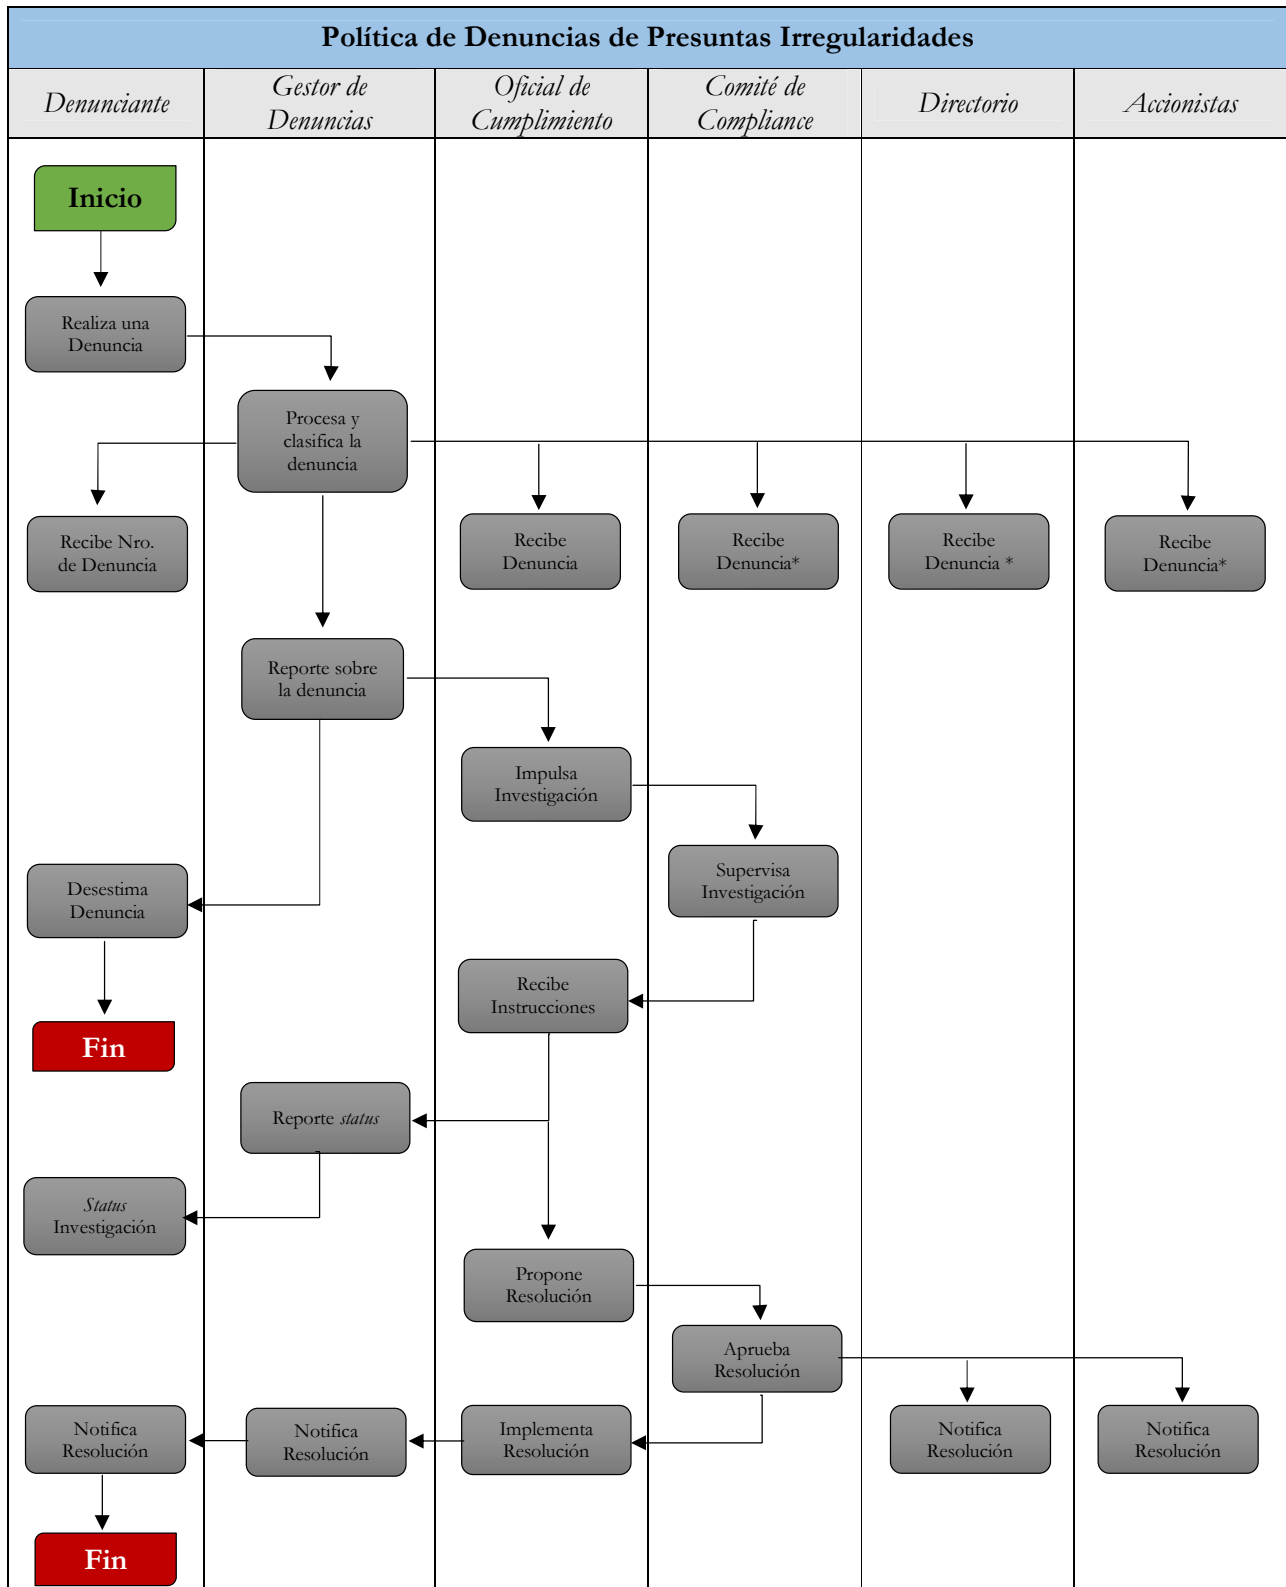 Política de Denuncias de Presuntas Irregularidades
Denunciante
Gestor de
Denuncias
Oficial de
Cumplimiento
Comité de
Compliance
Directorio
Accionistas
Inicio
Realiza una
Denuncia
Procesa y
clasifica la
denuncia
Recibe Nro.
de Denuncia
Recibe
Denuncia
Recibe
Denuncia*
Recibe
Denuncia *
Recibe
Denuncia*
Reporte sobre
la denuncia
Impulsa
Investigación
Supervisa
Investigación
Desestima
Denuncia
Recibe
Instrucciones
Fin
Reporte status
Status
Investigación
Propone
Resolución
Aprueba
Resolución
Notifica
Resolución
Notifica
Resolución
Implementa
Resolución
Notifica
Resolución
Notifica
Resolución
Fin